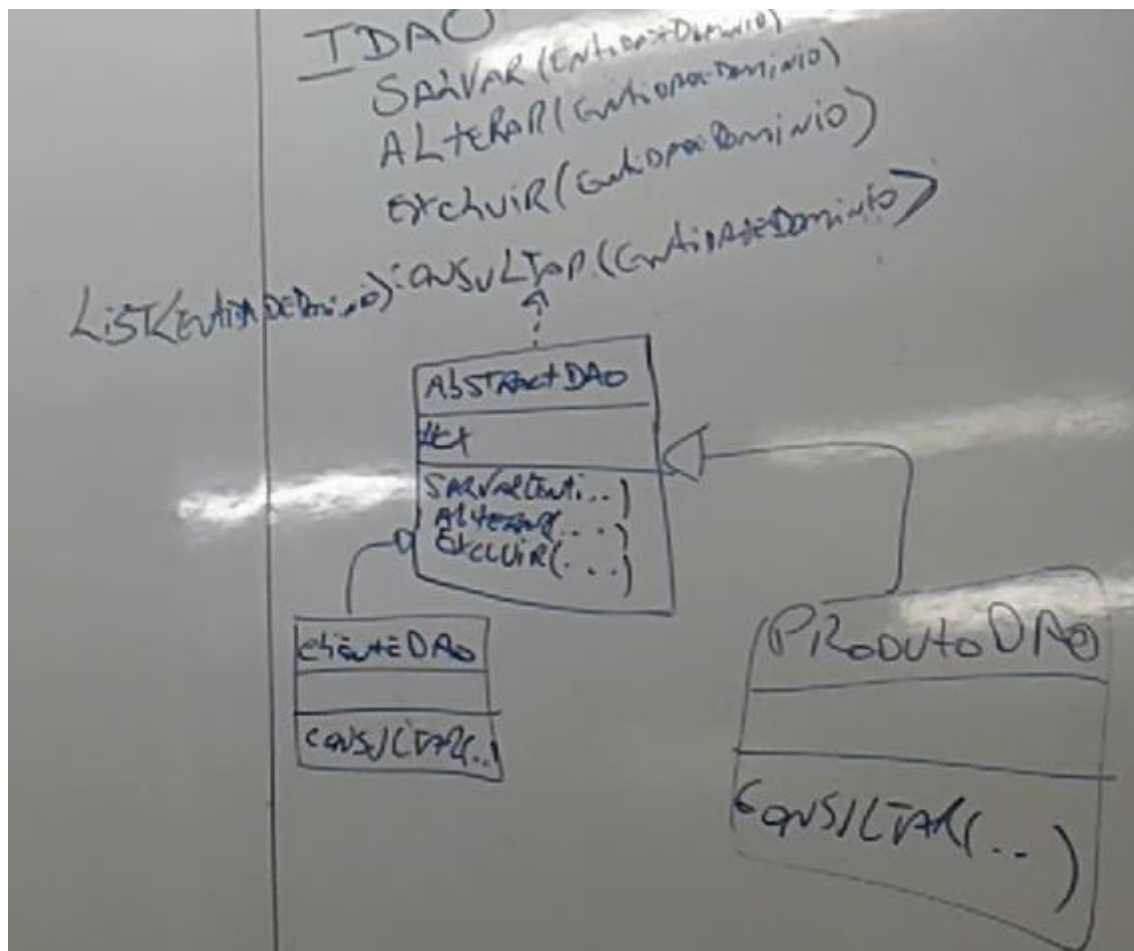 IDAO
SALVAR(EntidadeDominio)
ALTERAR(EntidadeDominio)
EXCLUIR(EntidadeDominio)
LIST(EntidadeDominio):CONSULTAR(EntidadeDominio)
AbSTRActDAO
SALVAR(Enti...)
ALTERAR(...)
EXCLUIR(...)
clienteDAO
CONSULTAR(..)
PRODUtoDAO
CONSULTAR(..)